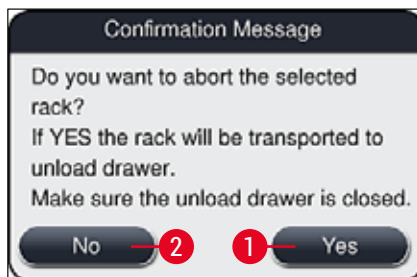 Confirmation Message
Do you want to abort the selected
rack?
If YES the rack will be transported to
unload drawer.
Make sure the unload drawer is closed.
No 2 1 Yes